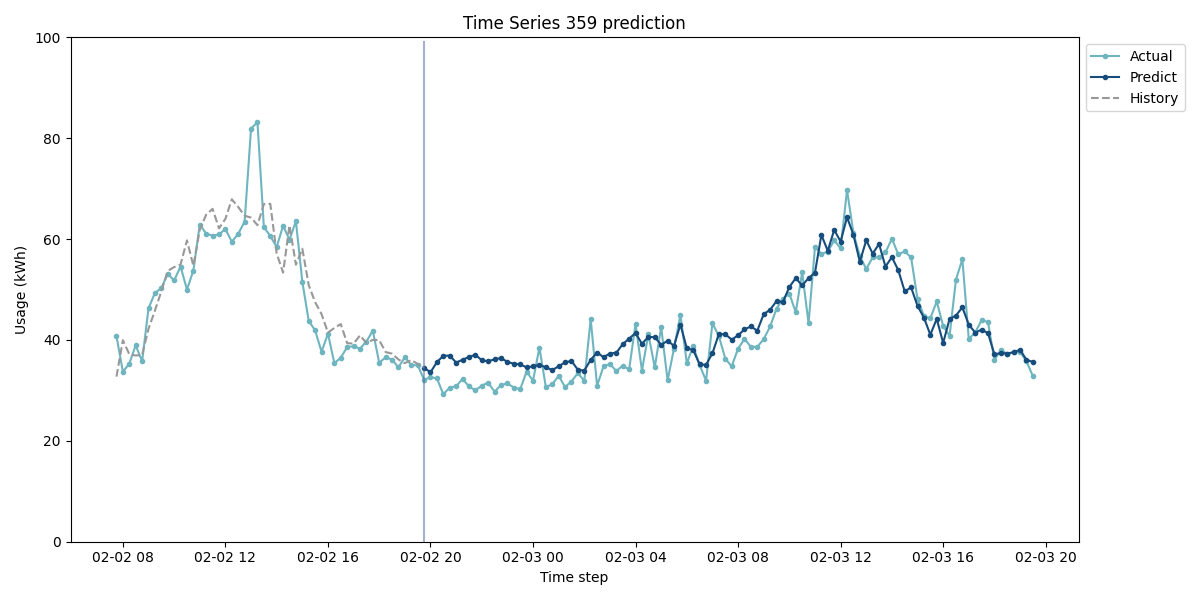 Time Series 359 prediction
100
80
60
40
20
0
Usage (kWh)
02-02 08 02-02 12 02-02 16 02-02 20 02-03 00 02-03 04 02-03 08 02-03 12 02-03 16 02-03 20
Time step
Actual
Predict
History